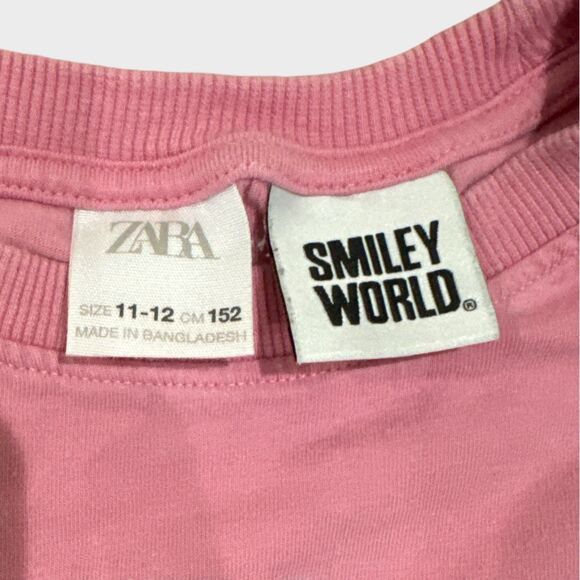 ZARA
SIZE 11-12 CM 152
MADE IN BANGLADESH
SMILEY
WORLD®